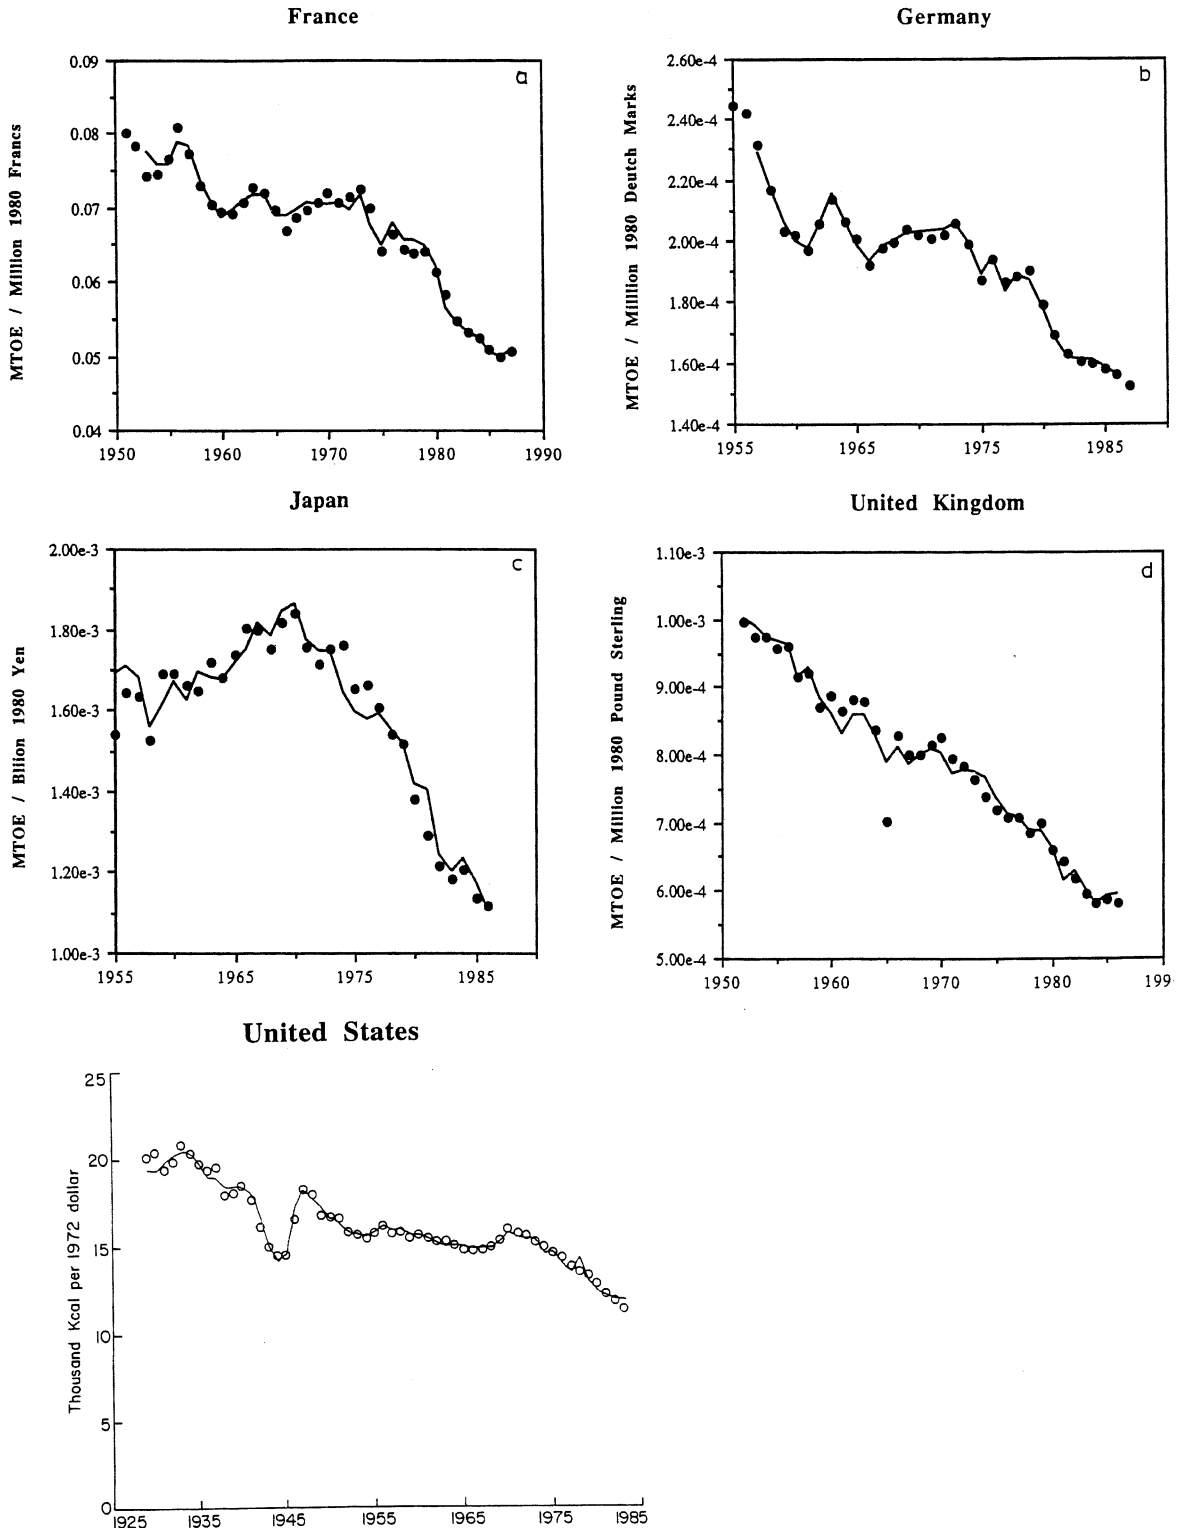 France
a
MTOE / Million 1980 Francs
0.09
0.08
0.07
0.06
0.05
0.04
1950 1960 1970 1980 1990
Germany
b
MTOE / Milllion 1980 Deutch Marks
2.60e-4
2.40e-4
2.20e-4
2.00e-4
1.80e-4
1.60e-4
1.40e-4
1955 1965 1975 1985
Japan
c
MTOE / Bilion 1980 Yen
2.00e-3
1.80e-3
1.60e-3
1.40e-3
1.20e-3
1.00e-3
1955 1965 1975 1985
United Kingdom
d
MTOE / Million 1980 Pound Sterling
1.10e-3
1.00e-3
9.00e-4
8.00e-4
7.00e-4
6.00e-4
5.00e-4
1950 1960 1970 1980 199
United States
Thousand Kcal per 1972 dollar
25
20
15
10
5
0
1925 1935 1945 1955 1965 1975 1985